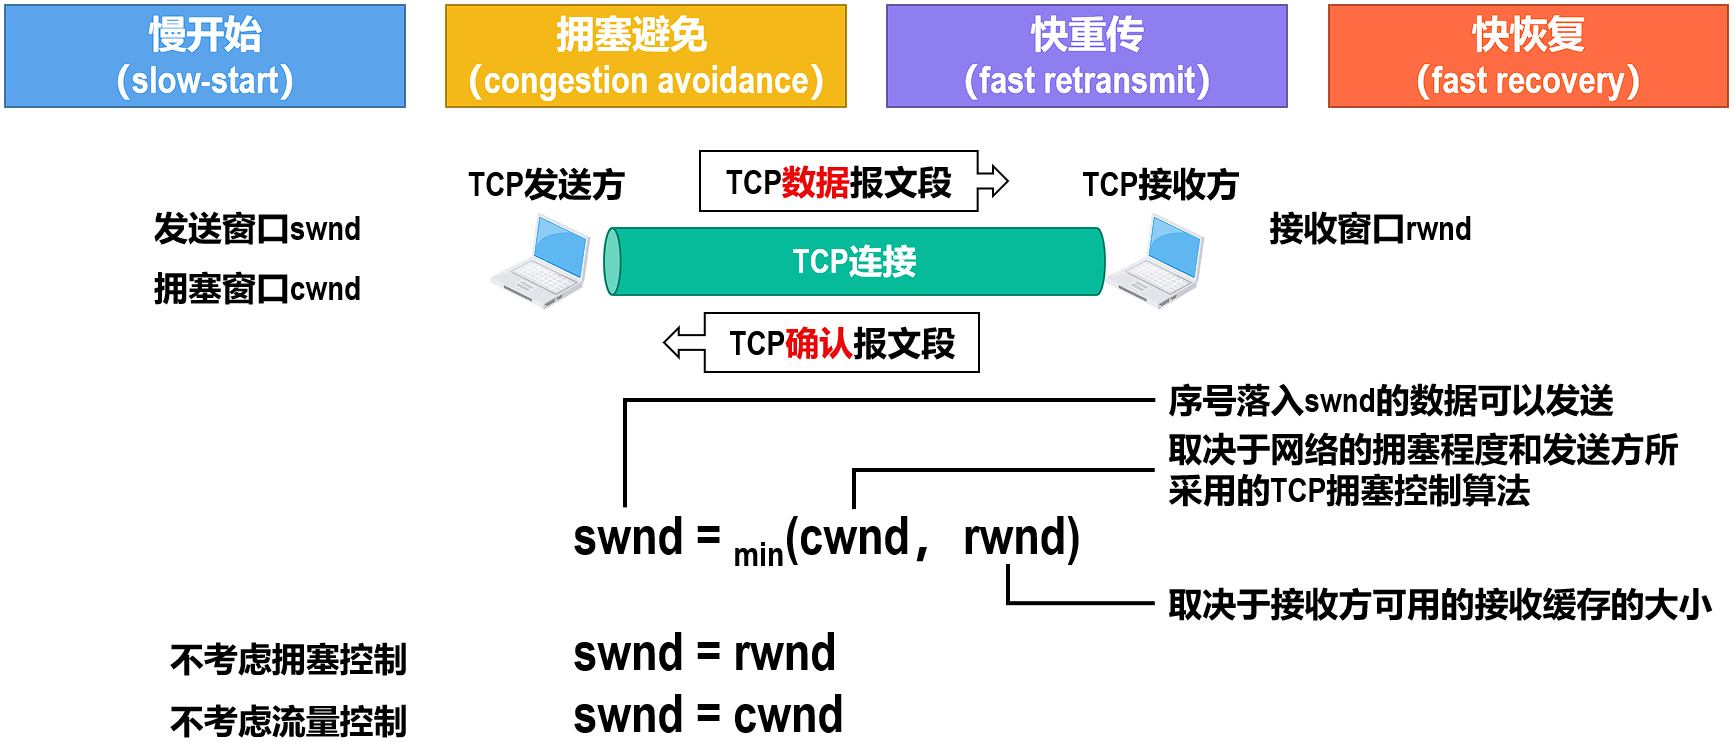 慢开始
（slow-start）
拥塞避免
（congestion avoidance）
快重传
（fast retransmit）
快恢复
（fast recovery）
TCP发送方
TCP数据报文段
TCP接收方
发送窗口swnd
接收窗口rwnd
TCP连接
拥塞窗口cwnd
TCP确认报文段
序号落入swnd的数据可以发送
取决于网络的拥塞程度和发送方所
采用的TCP拥塞控制算法
swnd = min(cwnd，rwnd)
取决于接收方可用的接收缓存的大小
不考虑拥塞控制
swnd = rwnd
不考虑流量控制
swnd = cwnd